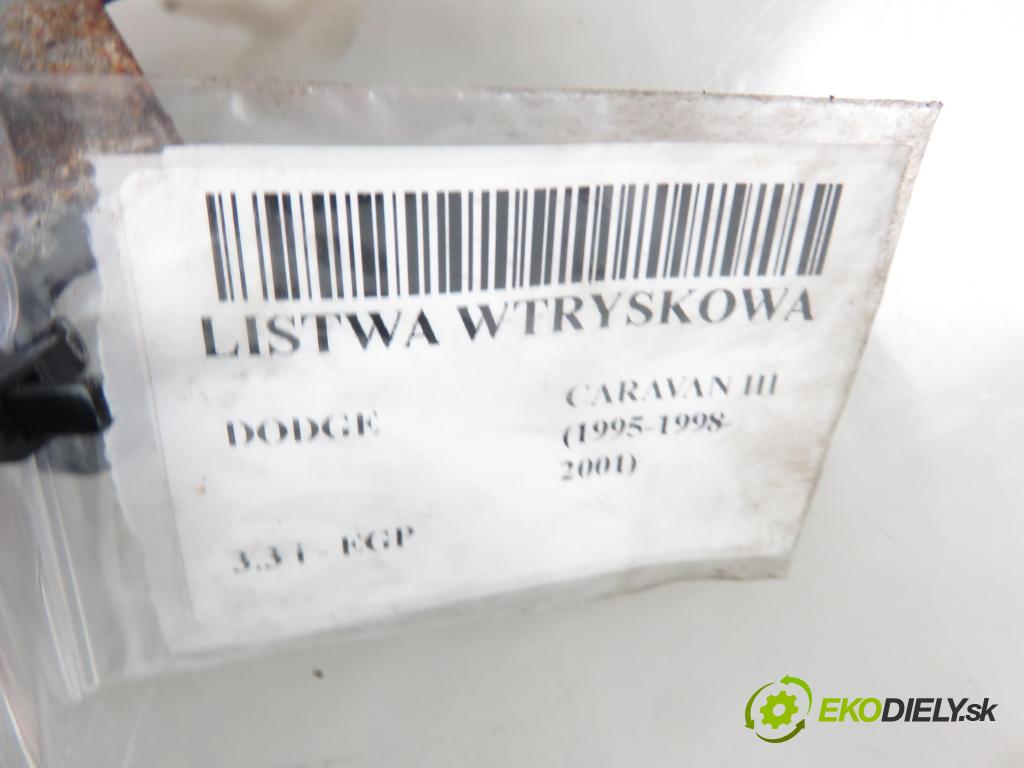 LISTWA WTRYSKOWA
DODGE
CARAVAN III
(1995-1998-
2001)
3.3 i - EGP
EKODIELY.sk